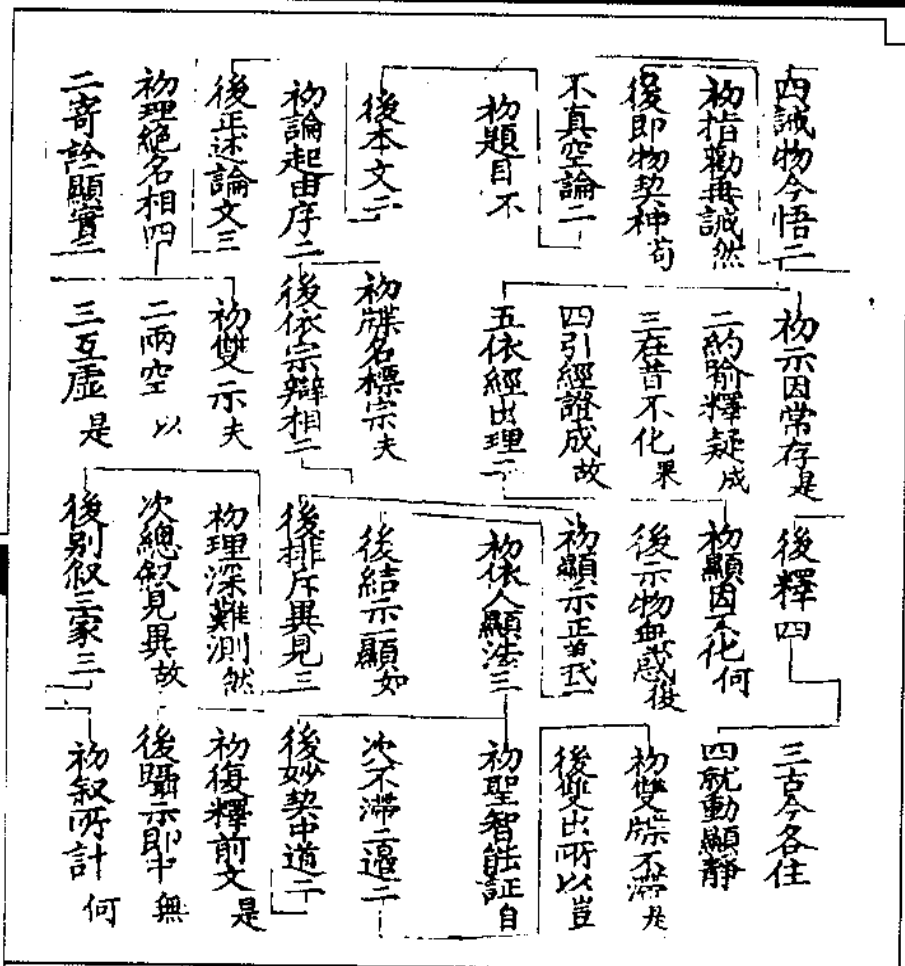 四誡物令悟二
初指勸再誡然
後即物契神苟
不真空論二
初題目不
後本文二
初論起由序二
後正述論文三
初理絕名相四
二寄詮顯實二
初示因常存是
二約喻釋疑成
三在昔不化果
四引經證成故
五依經出理二
初牒名標宗夫
後依宗辯相二
初雙示夫
二兩空以
三互虛是
後釋四
初顯因不化何
後示物無惑復
初顯示正義二
初依人顯法三
後結示一顯如
後排斥異見三
初理深難測然
次總叙見異故
後別叙三家三
三古今各住
四就動顯靜
初雙牒不滯是
後雙出所以豈
初聖智能証自
次不滯二邊二
後妙契中道二
初復釋前文是
後躡示即中無
初叙所計何